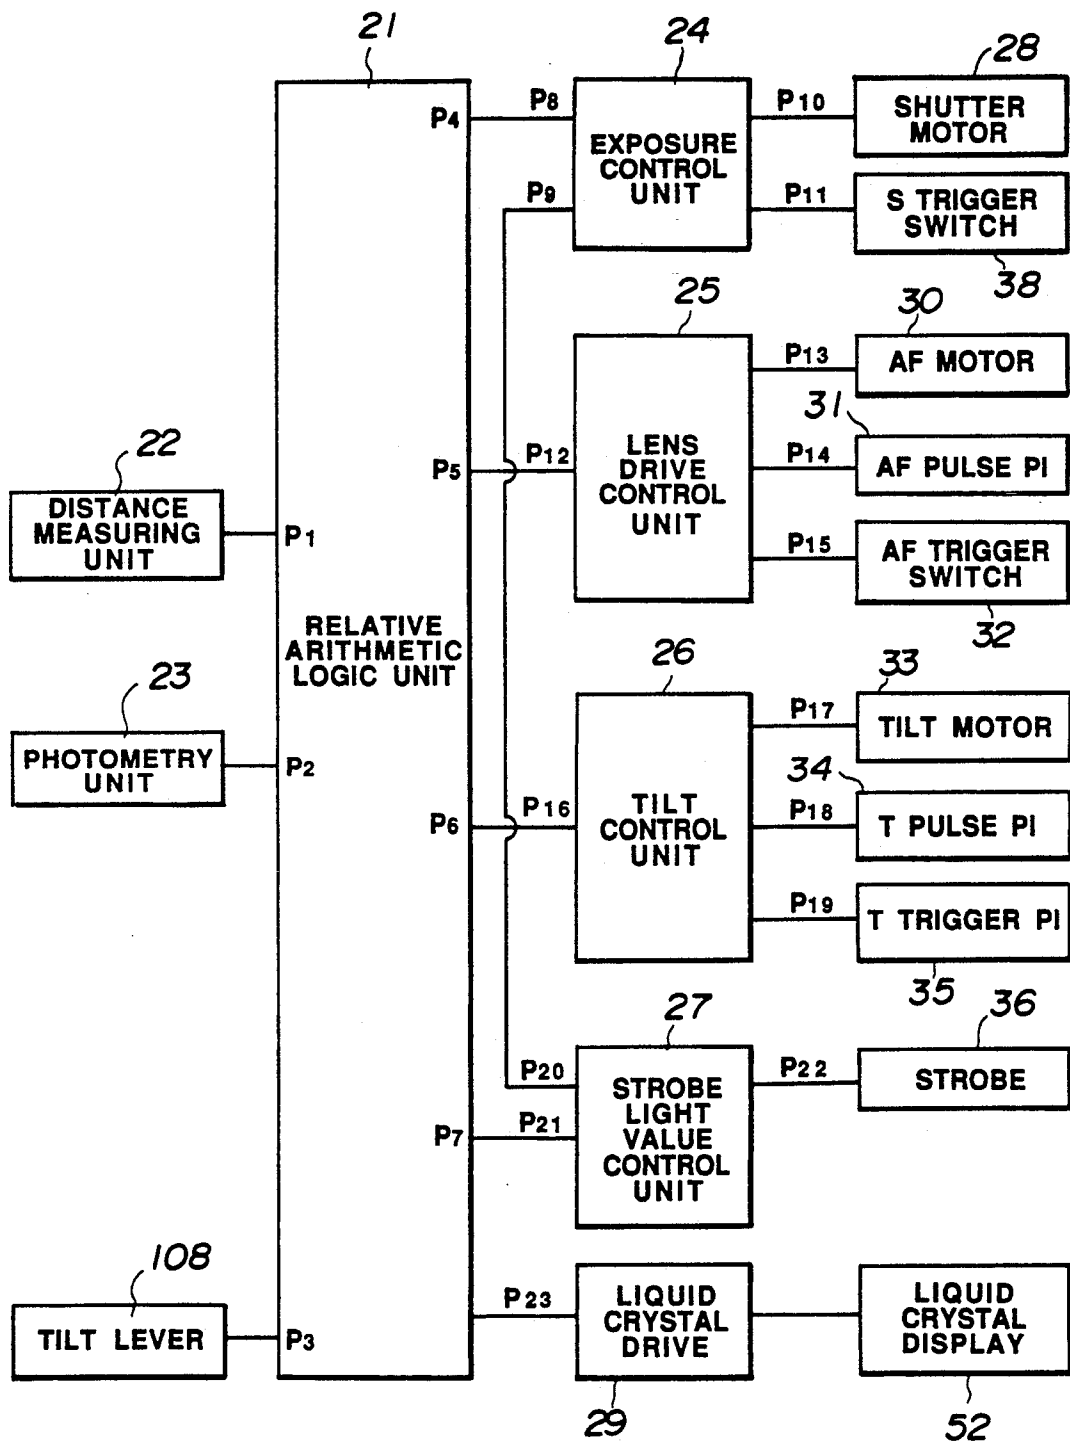 21
24
28
P4
P8
P10
SHUTTER
MOTOR
EXPOSURE
CONTROL
UNIT
P9
P11
S TRIGGER
SWITCH
38
25
30
P13
AF MOTOR
31
22
P5
P12
LENS
DRIVE
CONTROL
UNIT
P14
AF PULSE PI
DISTANCE
MEASURING
UNIT
P1
P15
AF TRIGGER
SWITCH
32
RELATIVE
ARITHMETIC
LOGIC UNIT
23
26
33
P17
TILT MOTOR
PHOTOMETRY
UNIT
P2
34
P6
P16
TILT
CONTROL
UNIT
P18
T PULSE PI
P19
T TRIGGER PI
35
27
36
P20
P22
STROBE
STROBE
LIGHT
VALUE
CONTROL
UNIT
P7
P21
108
TILT LEVER
P3
P23
LIQUID
CRYSTAL
DRIVE
LIQUID
CRYSTAL
DISPLAY
29
52